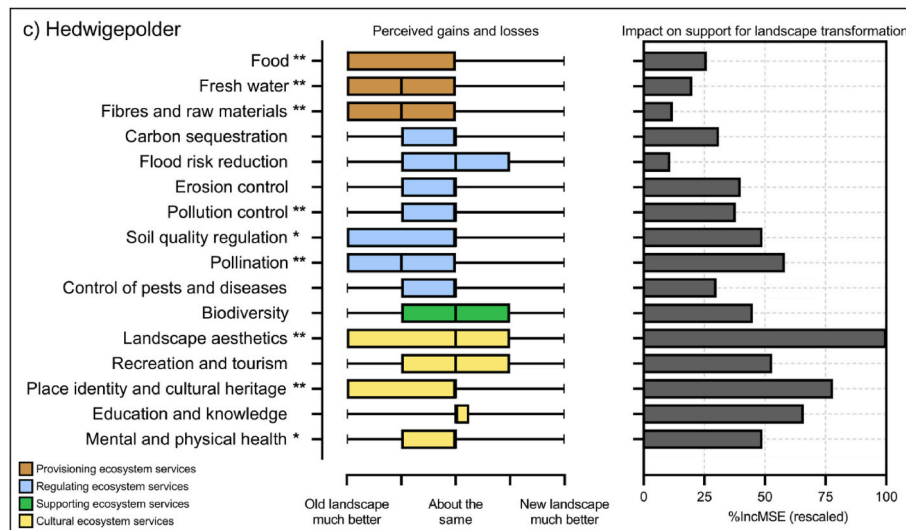 c) Hedwigepolder
Perceived gains and losses
Impact on support for landscape transformation
Food **
Fresh water **
Fibres and raw materials **
Carbon sequestration
Flood risk reduction
Erosion control
Pollution control **
Soil quality regulation *
Pollination **
Control of pests and diseases
Biodiversity
Landscape aesthetics **
Recreation and tourism
Place identity and cultural heritage **
Education and knowledge
Mental and physical health *
Provisioning ecosystem services
Regulating ecosystem services
Supporting ecosystem services
Cultural ecosystem services
Old landscape
much better
About the
same
New landscape
much better
0 25 50 75 100
%IncMSE (rescaled)